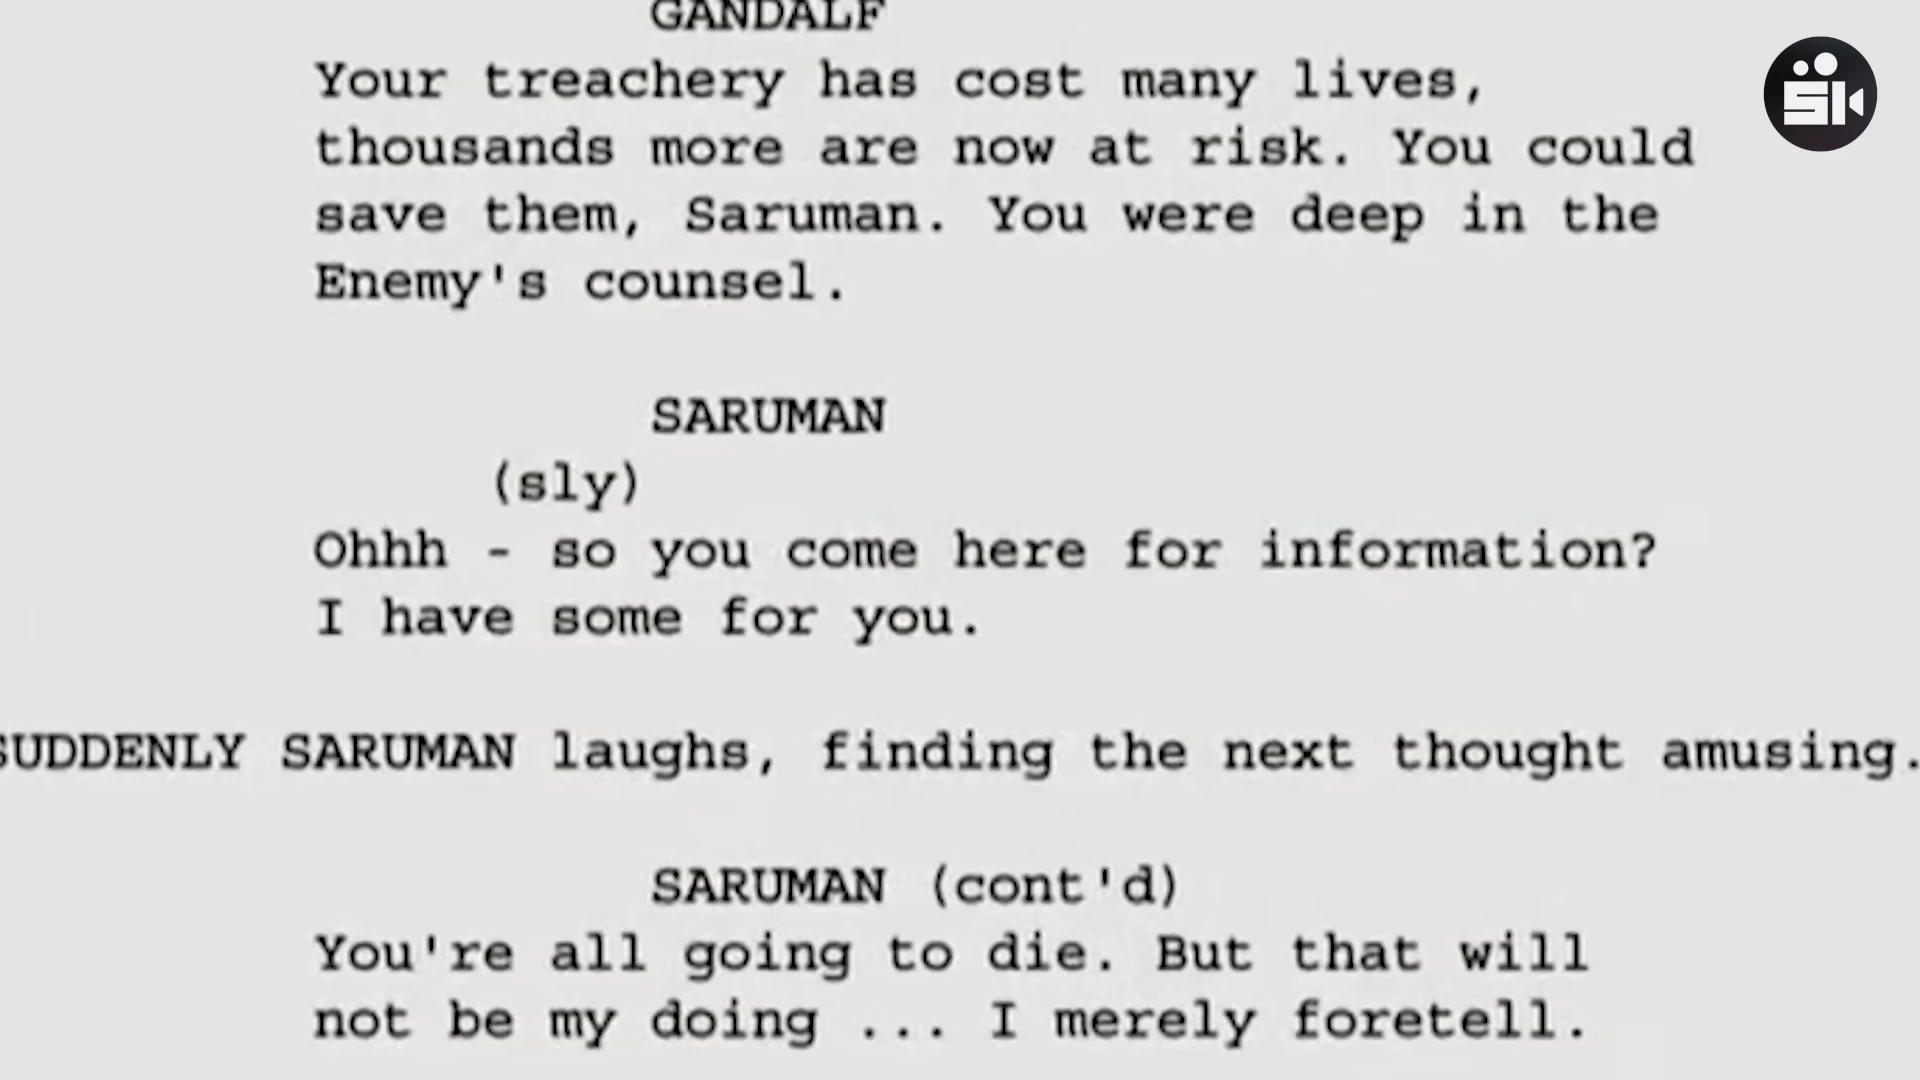 GANDALF
Your treachery has cost many lives,
thousands more are now at risk. You could
save them, Saruman. You were deep in the
Enemy's counsel.
SARUMAN
(sly)
Ohhh - so you come here for information?
I have some for you.
SUDDENLY SARUMAN laughs, finding the next thought amusing.
SARUMAN (cont'd)
You're all going to die. But that will
not be my doing ... I merely foretell.
SI